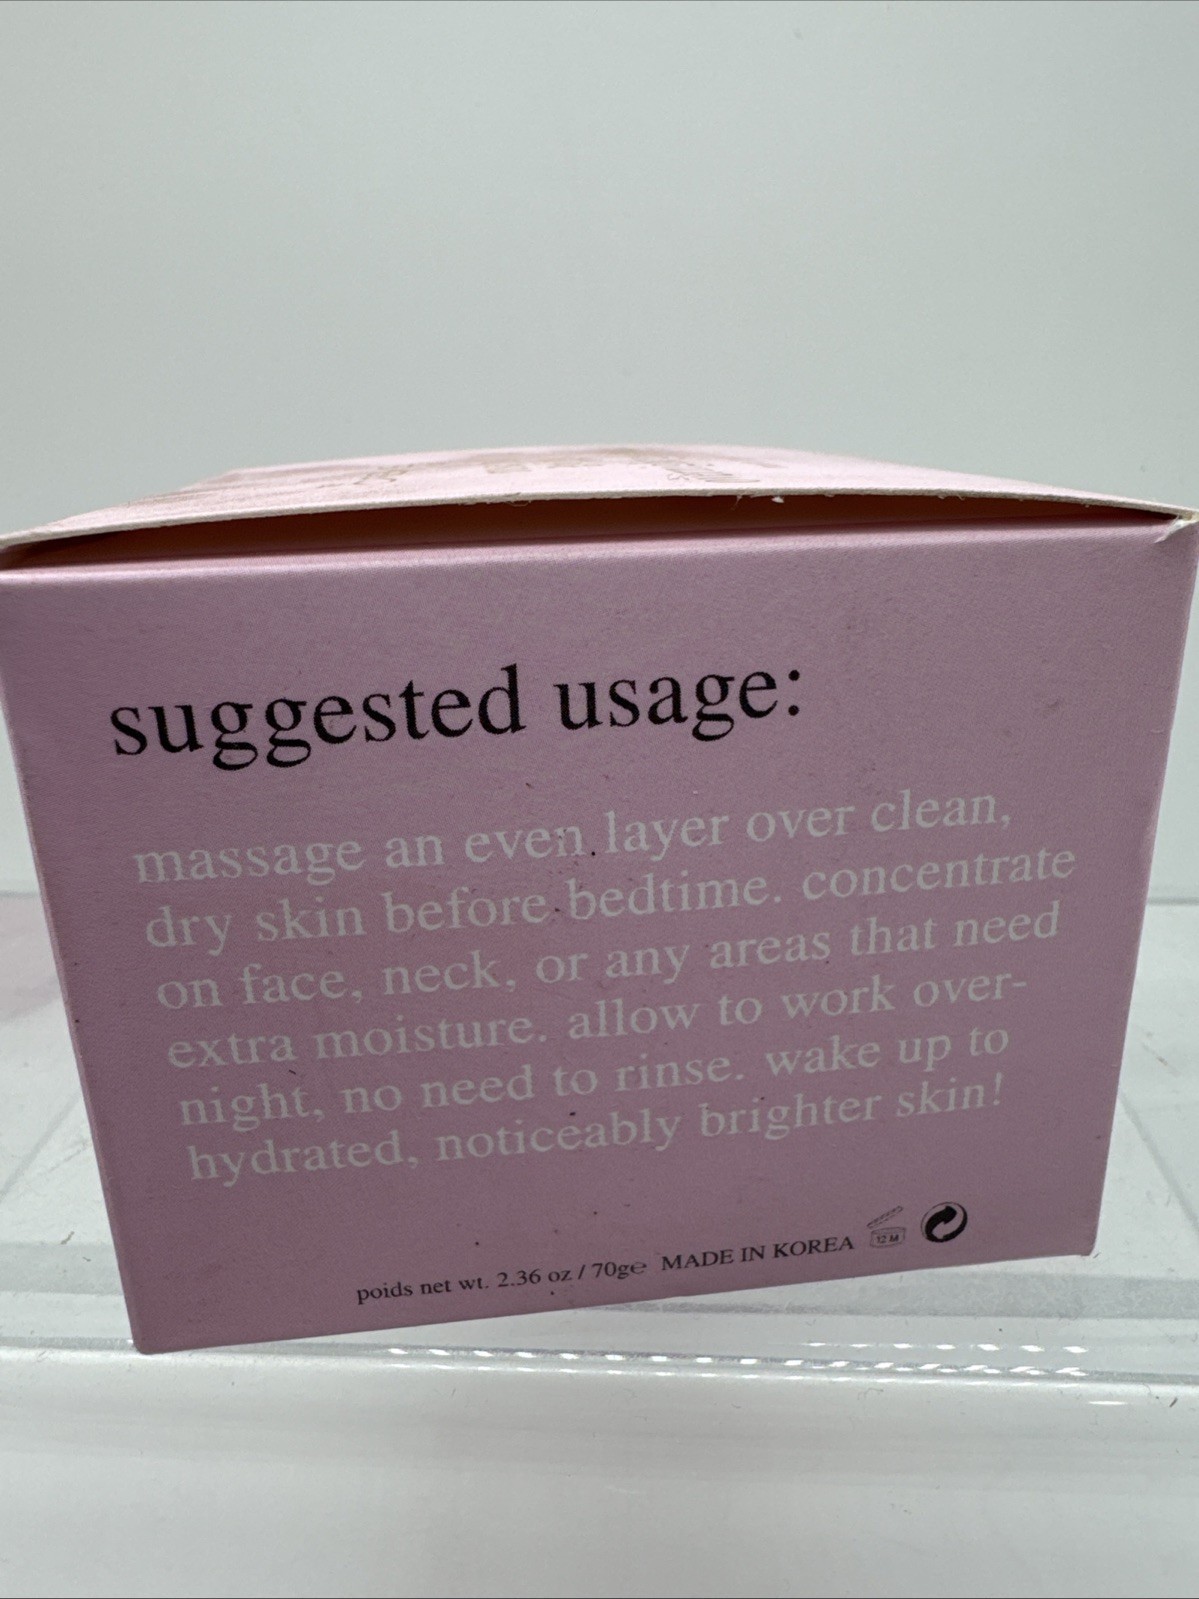 suggested usage:
massage an even layer over clean,
dry skin before bedtime. concentrate
on face, neck, or any areas that need
extra moisture. allow to work over-
night, no need to rinse. wake up to
hydrated, noticeably brighter skin!
poids net wt. 2.36 oz / 70g℮ MADE IN KOREA 12 M